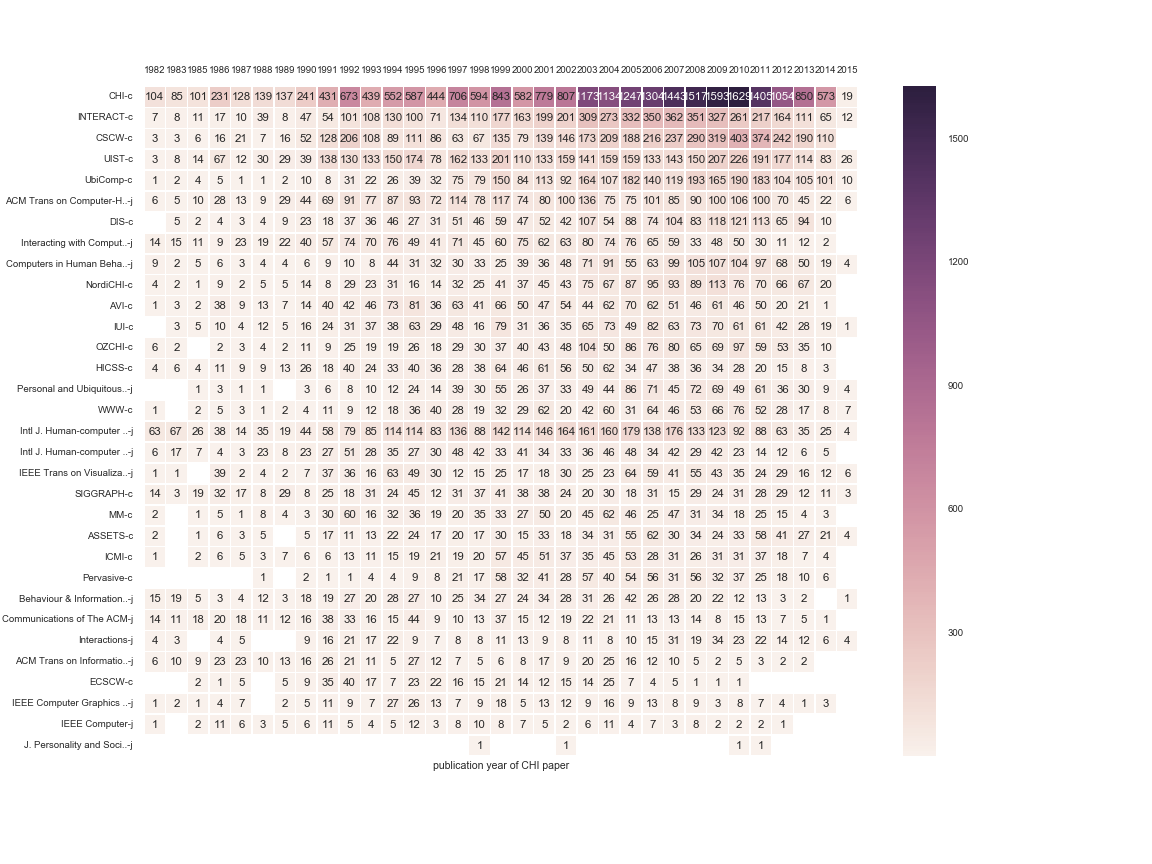 1982 1983 1985 1986 1987 1988 1989 1990 1991 1992 1993 1994 1995 1996 1997 1998 1999 2000 2001 2002 2003 2004 2005 2006 2007 2008 2009 2010 2011 2012 2013 2014 2015
CHI-c 104 85 101 231 128 139 137 241 431 673 439 552 587 444 706 594 843 582 779 807 1173 1134 1247 1304 1443 1517 1593 1629 1405 1054 850 573 19
INTERACT-c 7 8 11 17 10 39 8 47 54 101 108 130 100 71 134 110 177 163 199 201 309 273 332 350 362 351 327 261 217 164 111 65 12
CSCW-c 3 3 6 16 21 7 16 52 128 206 108 89 111 86 63 67 135 79 139 146 173 209 188 216 237 290 319 403 374 242 190 110
1500
UIST-c 3 8 14 67 12 30 29 39 138 130 133 150 174 78 162 133 201 110 133 159 141 159 159 133 143 150 207 226 191 177 114 83 26
UbiComp-c 1 2 4 5 1 1 2 10 8 31 22 26 39 32 75 79 150 84 113 92 164 107 182 140 119 193 165 190 183 104 105 101 10
ACM Trans on Computer-H..-j 6 5 10 28 13 9 29 44 69 91 77 87 93 72 114 78 117 74 80 100 136 75 75 101 85 90 100 106 100 70 45 22 6
DIS-c 5 2 4 3 4 9 23 18 37 36 46 27 31 51 46 59 47 52 42 107 54 88 74 104 83 118 121 113 65 94 10
Interacting with Comput..-j 14 15 11 9 23 19 22 40 57 74 70 76 49 41 71 45 60 75 62 63 80 74 76 65 59 33 48 50 30 11 12 2
1200
Computers in Human Beha..-j 9 2 5 6 3 4 4 6 9 10 8 44 31 32 30 33 25 39 36 48 71 91 55 63 99 105 107 104 97 68 50 19 4
NordiCHI-c 4 2 1 9 2 5 5 14 8 29 23 31 16 14 32 25 41 37 45 43 75 67 87 95 93 89 113 76 70 66 67 20
AVI-c 1 3 2 38 9 13 7 14 40 42 46 73 81 36 63 41 66 50 47 54 44 62 70 62 51 46 61 46 50 20 21 1
IUI-c 3 5 10 4 12 5 16 24 31 37 38 63 29 48 16 79 31 36 35 65 73 49 82 63 73 70 61 61 42 28 19 1
OZCHI-c 6 2 2 3 4 2 11 9 25 19 19 26 18 29 30 37 40 43 48 104 50 86 76 80 65 69 97 59 53 35 10
HICSS-c 4 6 4 11 9 9 13 26 18 40 24 33 40 36 28 38 64 46 61 56 50 62 34 47 38 36 34 28 20 15 8 3
900
Personal and Ubiquitous..-j 1 3 1 1 3 6 8 10 12 24 14 39 30 55 26 37 33 49 44 86 71 45 72 69 49 61 36 30 9 4
WWW-c 1 2 5 3 1 2 4 11 9 12 18 36 40 28 19 32 29 62 20 42 60 31 64 46 53 66 76 52 28 17 8 7
Intl J. Human-computer ..-j 63 67 26 38 14 35 19 44 58 79 85 114 114 83 136 88 142 114 146 164 161 160 179 138 176 133 123 92 88 63 35 25 4
Intl J. Human-computer ..-j 6 17 7 4 3 23 8 23 27 51 28 35 27 30 48 42 33 41 34 33 36 46 48 34 42 29 42 23 14 12 6 5
IEEE Trans on Visualiza..-j 1 1 39 2 4 2 7 37 36 16 63 49 30 12 15 25 17 18 30 25 23 64 59 41 55 43 35 24 29 16 12 6
SIGGRAPH-c 14 3 19 32 17 8 29 8 25 18 31 24 45 12 31 37 41 38 38 24 20 30 18 31 15 29 24 31 28 29 12 11 3
600
MM-c 2 1 5 1 8 4 3 30 60 16 32 36 19 20 35 33 27 50 20 45 62 46 25 47 31 34 18 25 15 4 3
ASSETS-c 2 1 6 3 5 5 17 11 13 22 24 17 20 17 50 15 33 18 34 31 55 62 30 34 24 33 58 41 27 21 4
ICMI-c 1 2 6 5 3 7 6 6 13 11 15 19 21 19 20 57 45 51 37 35 45 53 28 31 26 31 31 37 18 7 4
Pervasive-c 1 2 1 1 4 4 9 8 21 17 58 32 41 28 57 40 54 56 31 56 32 37 25 18 10 6
Behaviour & Information..-j 15 19 5 3 4 12 3 18 19 27 20 28 27 10 25 34 27 24 34 28 31 26 42 26 28 20 22 12 13 3 2 1
Communications of The ACM-j 14 11 18 20 18 11 12 16 38 33 16 15 44 9 10 13 37 15 12 19 22 21 11 13 13 14 8 15 13 7 5 1
300
Interactions-j 4 3 4 5 9 16 21 17 22 9 7 8 8 11 13 9 8 11 8 10 15 31 19 34 23 22 14 12 6 4
ACM Trans on Informatio..-j 6 10 9 23 23 10 13 16 26 21 11 5 27 12 7 5 6 8 17 9 20 25 16 12 10 5 2 5 3 2 2
ECSCW-c 2 1 5 5 9 35 40 17 7 23 22 16 15 21 14 12 15 14 25 7 4 5 1 1 1
IEEE Computer Graphics ..-j 1 2 1 4 7 2 5 11 9 7 27 26 13 7 9 18 5 13 12 9 16 9 13 8 9 3 8 7 4 1 3
IEEE Computer-j 1 2 11 6 3 5 6 11 5 4 5 12 3 8 10 8 7 5 2 6 11 4 7 3 8 2 2 2 1
J. Personality and Soci..-j 1 1 1 1
publication year of CHI paper